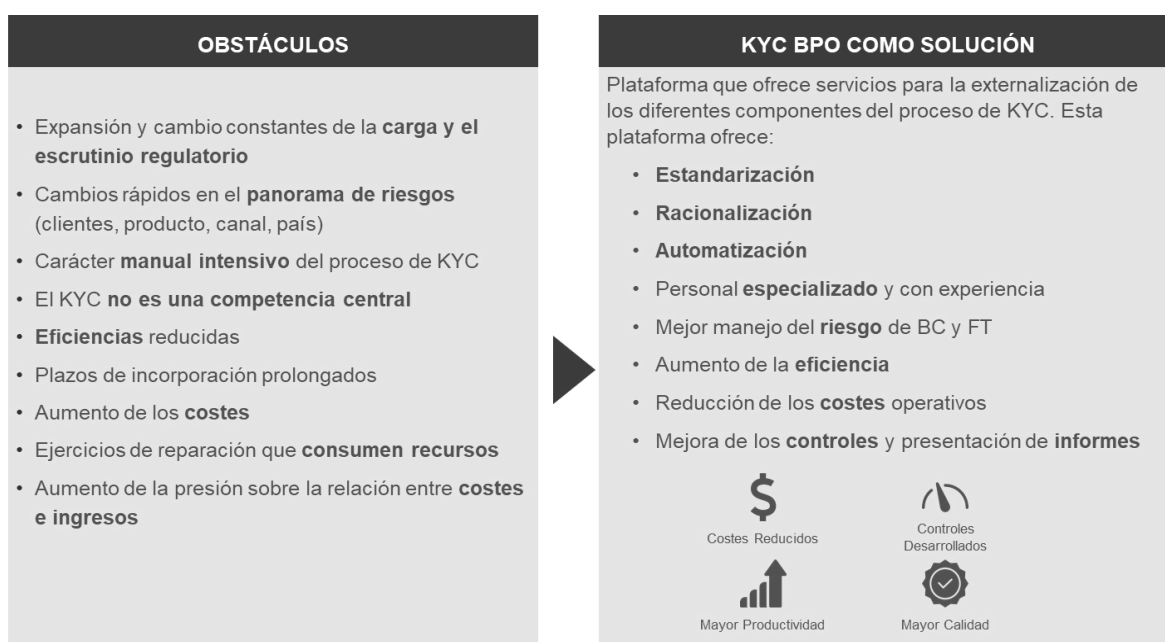 OBSTÁCULOS
• Expansión y cambio constantes de la carga y el
escrutinio regulatorio
• Cambios rápidos en el panorama de riesgos
(clientes, producto, canal, país)
• Carácter manual intensivo del proceso de KYC
• El KYC no es una competencia central
• Eficiencias reducidas
• Plazos de incorporación prolongados
• Aumento de los costes
• Ejercicios de reparación que consumen recursos
• Aumento de la presión sobre la relación entre costes
e ingresos
KYC BPO COMO SOLUCIÓN
Plataforma que ofrece servicios para la externalización de
los diferentes componentes del proceso de KYC. Esta
plataforma ofrece:
• Estandarización
• Racionalización
• Automatización
• Personal especializado y con experiencia
• Mejor manejo del riesgo de BC y FT
• Aumento de la eficiencia
• Reducción de los costes operativos
• Mejora de los controles y presentación de informes
$
Costes Reducidos
Controles
Desarrollados
Mayor Productividad
Mayor Calidad